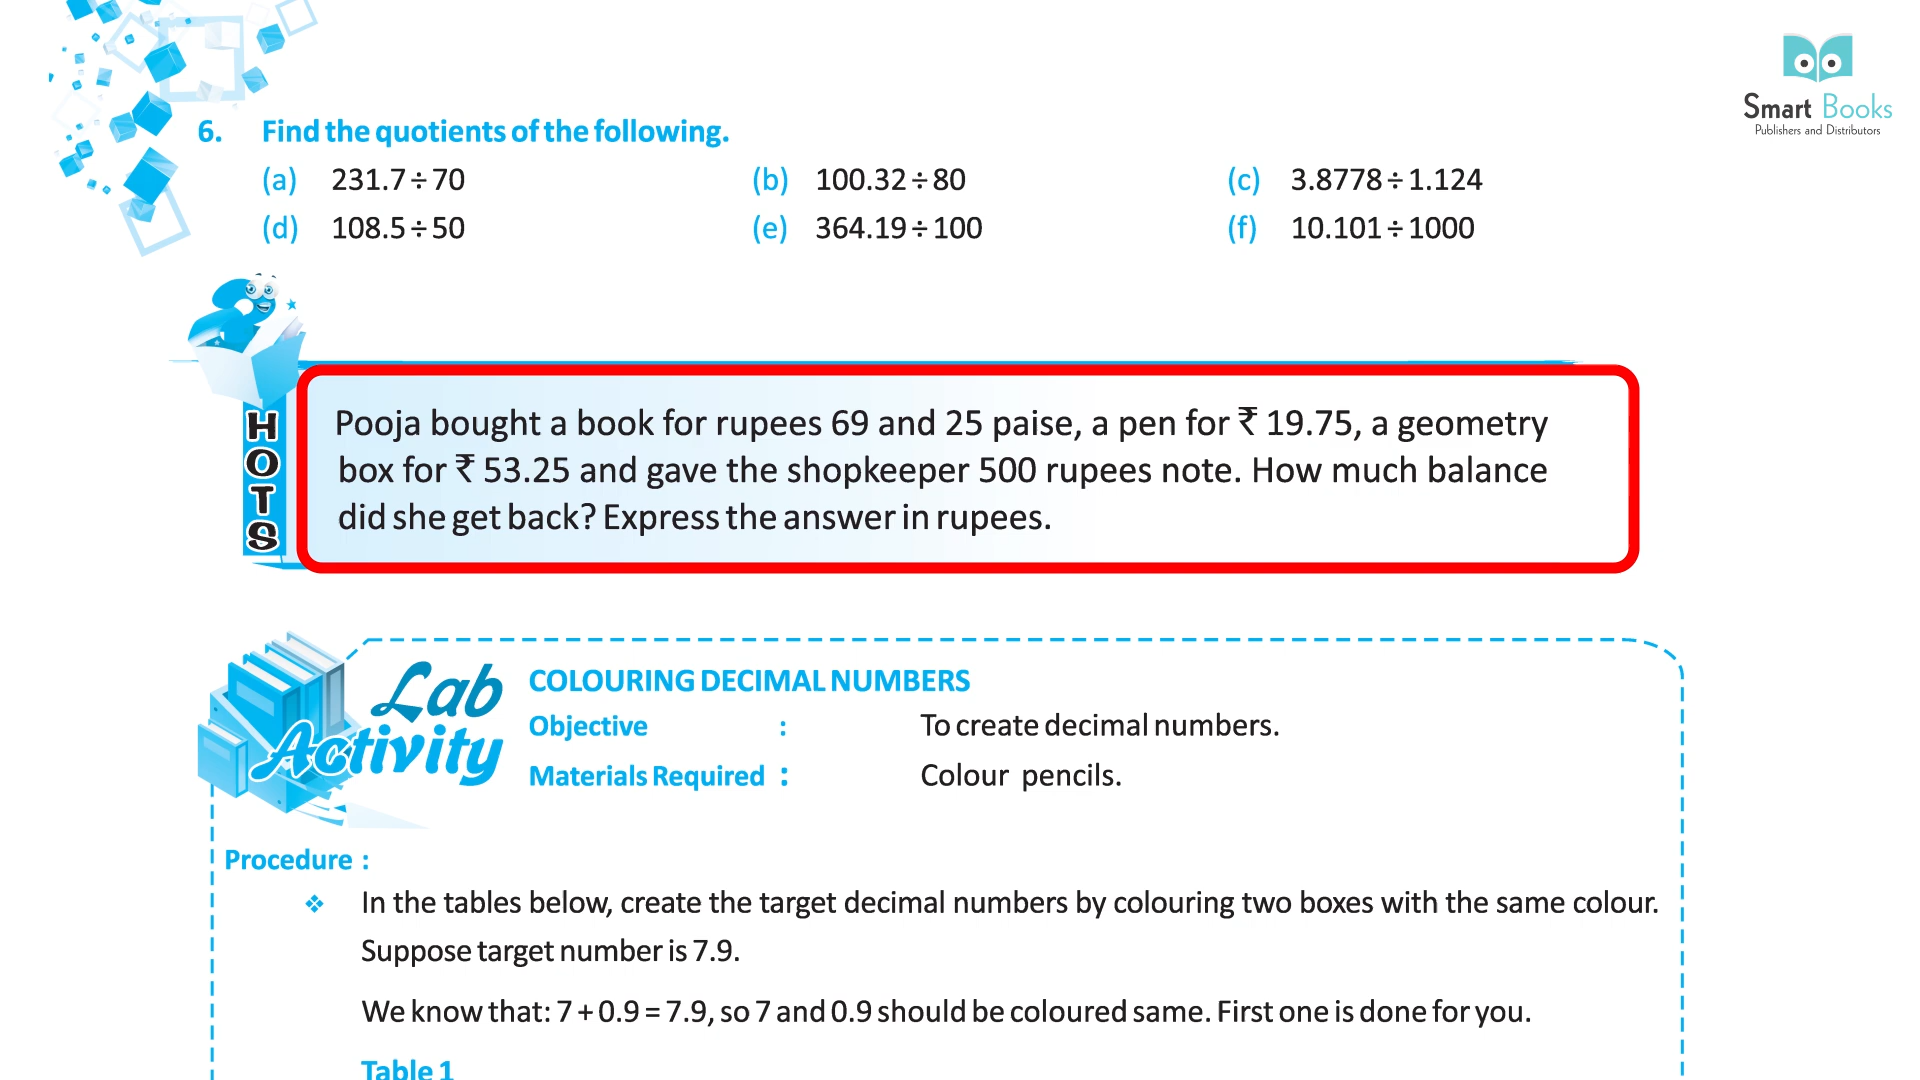 Smart Books
Publishers and Distributors
6. Find the quotients of the following.
(a) 231.7 ÷ 70 (b) 100.32 ÷ 80 (c) 3.8778 ÷ 1.124
(d) 108.5 ÷ 50 (e) 364.19 ÷ 100 (f) 10.101 ÷ 1000
HOTS
Pooja bought a book for rupees 69 and 25 paise, a pen for ₹ 19.75, a geometry
box for ₹ 53.25 and gave the shopkeeper 500 rupees note. How much balance
did she get back? Express the answer in rupees.
Lab
Activity
COLOURING DECIMAL NUMBERS
Objective : To create decimal numbers.
Materials Required : Colour pencils.
Procedure :
❖ In the tables below, create the target decimal numbers by colouring two boxes with the same colour.
Suppose target number is 7.9.
We know that: 7 + 0.9 = 7.9, so 7 and 0.9 should be coloured same. First one is done for you.
Table 1